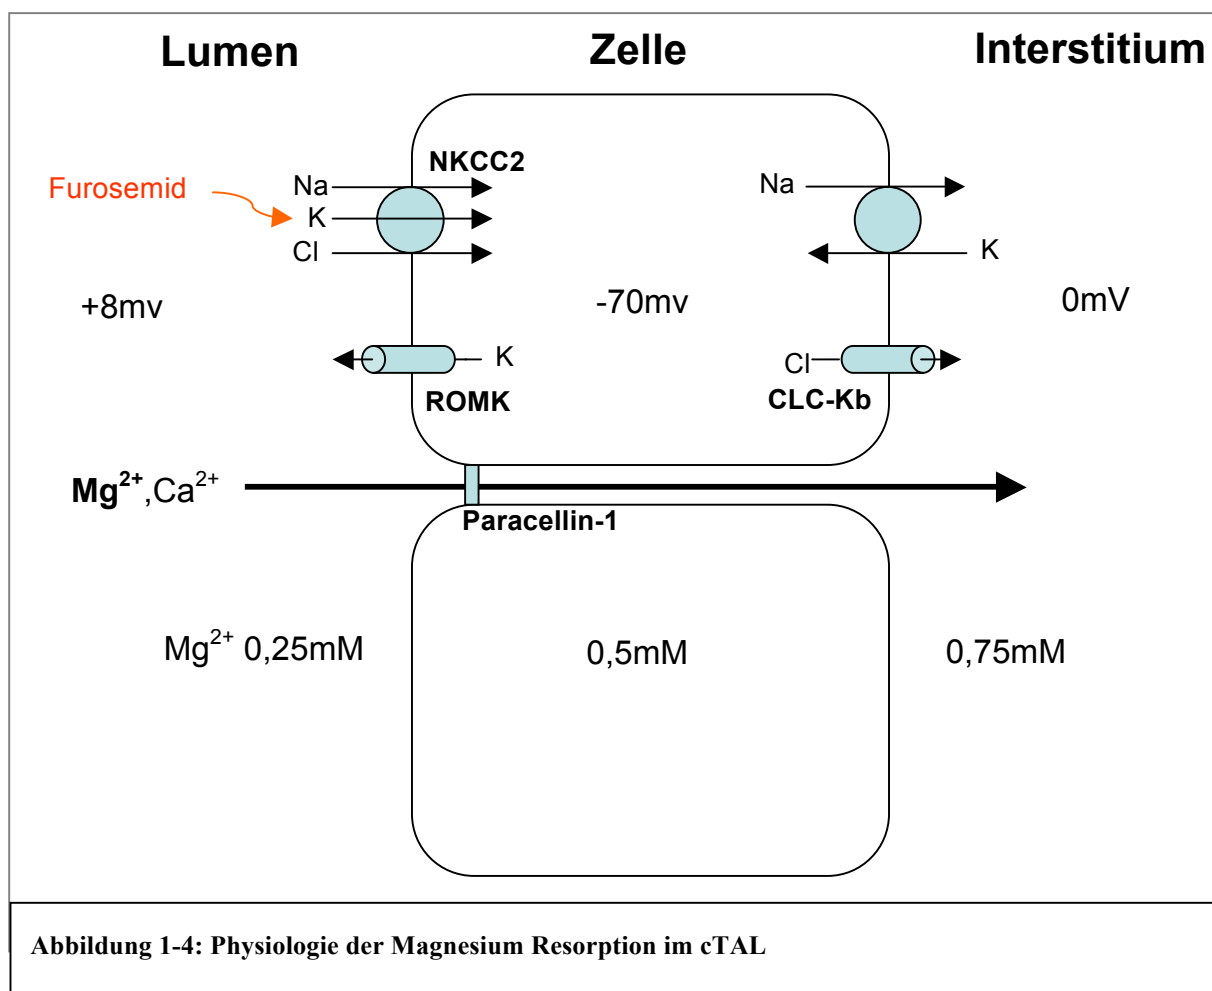 Lumen Zelle Interstitium
NKCC2
Furosemid Na Na
K
Cl K
+8mv -70mv 0mV
K Cl
ROMK CLC-Kb
Mg²⁺,Ca²⁺
Paracellin-1
Mg²⁺ 0,25mM 0,5mM 0,75mM
Abbildung 1-4: Physiologie der Magnesium Resorption im cTAL